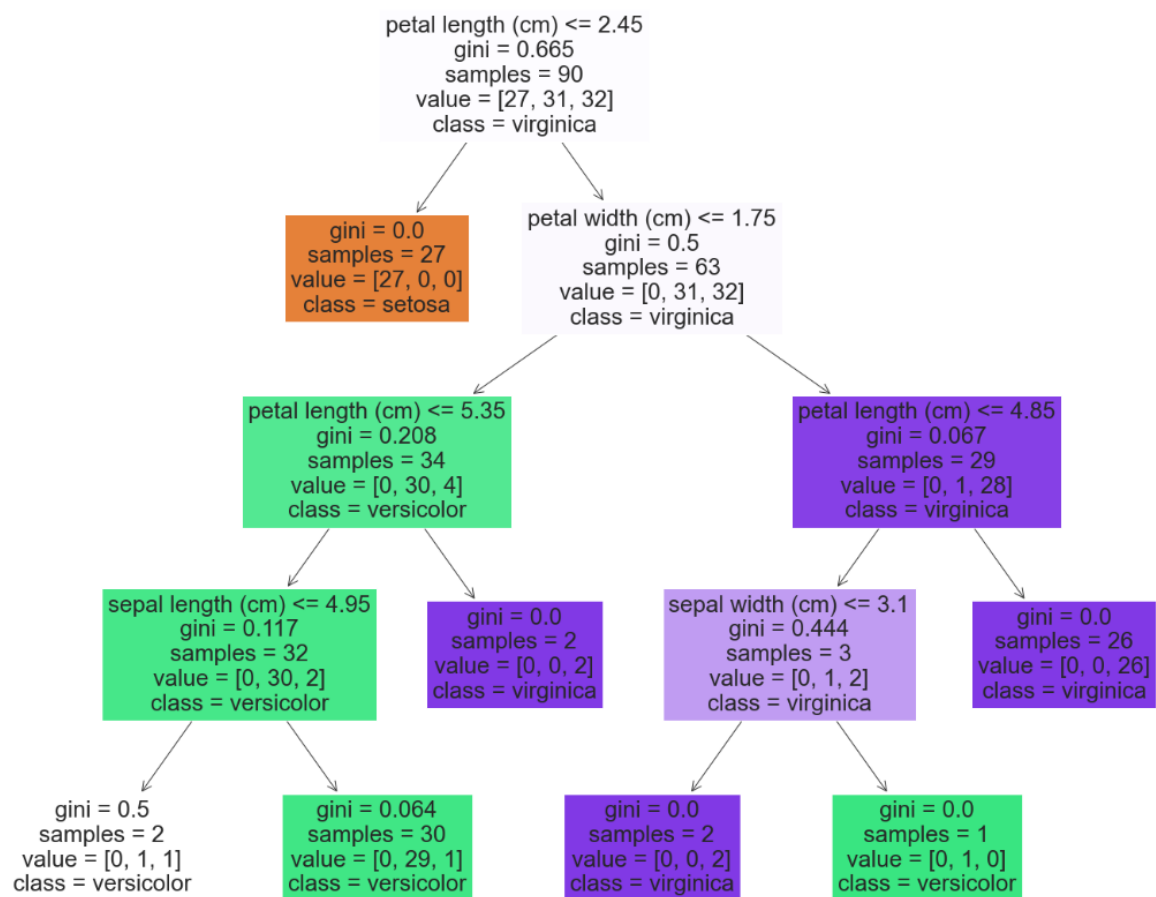 petal length (cm) <= 2.45
gini = 0.665
samples = 90
value = [27, 31, 32]
class = virginica
gini = 0.0
samples = 27
value = [27, 0, 0]
class = setosa
petal width (cm) <= 1.75
gini = 0.5
samples = 63
value = [0, 31, 32]
class = virginica
petal length (cm) <= 5.35
gini = 0.208
samples = 34
value = [0, 30, 4]
class = versicolor
petal length (cm) <= 4.85
gini = 0.067
samples = 29
value = [0, 1, 28]
class = virginica
sepal length (cm) <= 4.95
gini = 0.117
samples = 32
value = [0, 30, 2]
class = versicolor
gini = 0.0
samples = 2
value = [0, 0, 2]
class = virginica
sepal width (cm) <= 3.1
gini = 0.444
samples = 3
value = [0, 1, 2]
class = virginica
gini = 0.0
samples = 26
value = [0, 0, 26]
class = virginica
gini = 0.5
samples = 2
value = [0, 1, 1]
class = versicolor
gini = 0.064
samples = 30
value = [0, 29, 1]
class = versicolor
gini = 0.0
samples = 2
value = [0, 0, 2]
class = virginica
gini = 0.0
samples = 1
value = [0, 1, 0]
class = versicolor